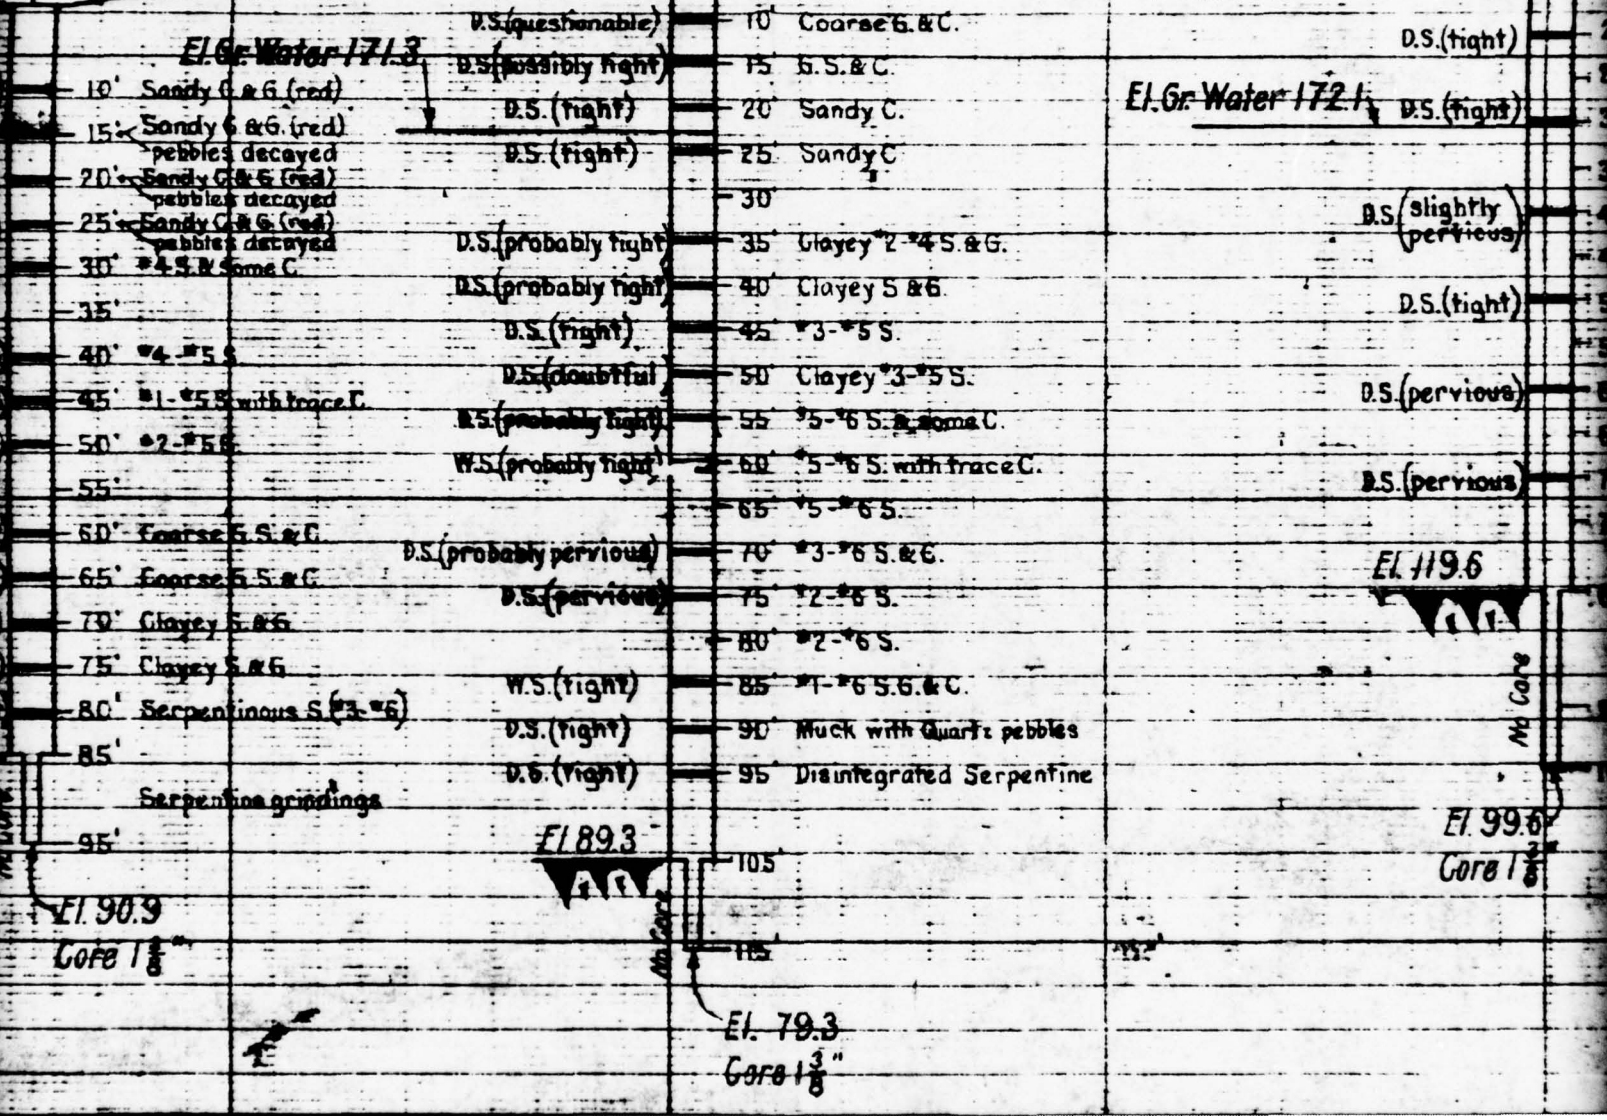 El. Gr. Water 171.3
10' Sandy C. & G. (red)
15' Sandy C. & G. (red)
pebbles decayed
20' Sandy C. & G. (red)
pebbles decayed
25' Sandy C. & G. (red)
pebbles decayed
30' #4 S. & some C.
35'
40' #4-#5 S.
45' #1-#5 S. with trace C.
50' #2-#5
55'
60' Coarse G. S. & C.
65' Coarse G. S. & C.
70' Clayey S. & G.
75' Clayey S. & G.
80' Serpentinous S. (#3-#6)
85'
Serpentine grindings
95'
El. 90.9
Core 1 3/8"
D.S. (questionable) 10' Coarse G. & C.
D.S. (possibly tight) 15' G. S. & C.
D.S. (tight) 20' Sandy C.
D.S. (tight) 25' Sandy C
30'
D.S. (probably tight) 35' Clayey #2-#4 S. & G.
D.S. (probably tight) 40' Clayey S & G
D.S. (tight) 45' #3-#5 S.
D.S. (doubtful) 50' Clayey #3-#5 S.
D.S. (probably tight) 55' #5-#6 S. & some C.
W.S. (probably tight) 60' #5-#6 S. with trace C.
65' #5-#6 S.
D.S. (probably pervious) 70' #3-#6 S. &
D.S. (pervious) 75' #2-#6 S.
80' #2-#6 S.
W.S. (tight) 85' #1-#6 S. G. & C.
D.S. (tight) 90' Muck with Quartz pebbles
D.S. (tight) 95' Disintegrated Serpentine
El 89.3
105'
No Core
115'
El. 79.3
Core 1 3/8"
D.S. (tight)
El. Gr. Water 172.1
D.S. (tight)
D.S. (slightly
pervious)
D.S. (tight)
D.S. (pervious)
D.S. (pervious)
El. 119.6
No Core
El. 99.6
Core 1 3/8"